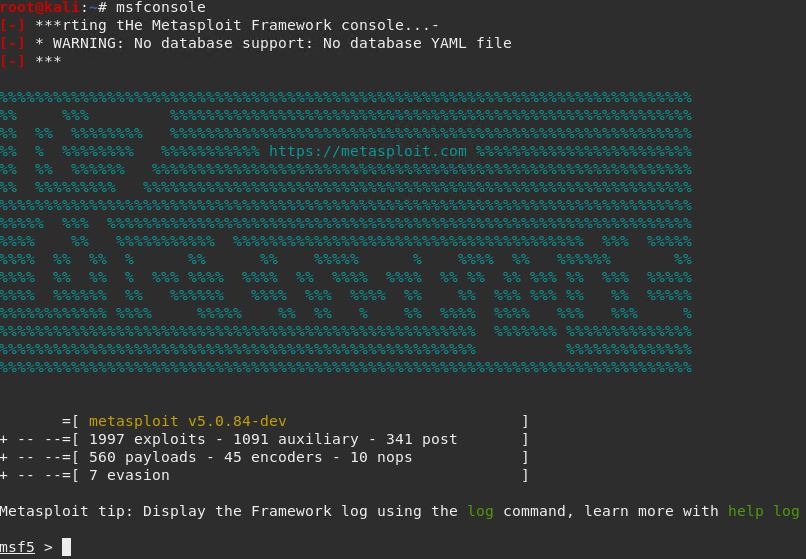 root@kali:~# msfconsole
[-] ***rting tHe Metasploit Framework console...-
[-] * WARNING: No database support: No database YAML file
[-] ***
%%%%%%%%%%%%%%%%%%%%%%%%%%%%%%%%%%%%%%%%%%%%%%%%%%%%%%%%%%%%%%%%%%%%%%%%%%%%%%%
%%     %%%         %%%%%%%%%%%%%%%%%%%%%%%%%%%%%%%%%%%%%%%%%%%%%%%%%%%%%%%%%%
%%  %%  %%%%%%%%   %%%%%%%%%%%%%%%%%%%%%%%%%%%%%%%%%%%%%%%%%%%%%%%%%%%%%%%%%%
%%  %  %%%%%%%%   %%%%%%%%%%% https://metasploit.com %%%%%%%%%%%%%%%%%%%%%%%%
%%  %%  %%%%%%   %%%%%%%%%%%%%%%%%%%%%%%%%%%%%%%%%%%%%%%%%%%%%%%%%%%%%%%%%%%%
%%  %%%%%%%%%   %%%%%%%%%%%%%%%%%%%%%%%%%%%%%%%%%%%%%%%%%%%%%%%%%%%%%%%%%%%%%
%%%%%%%%%%%%%%%%%%%%%%%%%%%%%%%%%%%%%%%%%%%%%%%%%%%%%%%%%%%%%%%%%%%%%%%%%%%%%%%
%%%%%  %%%  %%%%%%%%%%%%%%%%%%%%%%%%%%%%%%%%%%%%%%%%%%%%%%%%%%%%%%%%%%%%%%%%%
%%%%    %%   %%%%%%%%%%%  %%%%%%%%%%%%%%%%%%%%%%%%%%%%%%%%%%%%%%%  %%%  %%%%%
%%%%  %%  %%  %      %%      %%    %%%%%      %    %%%%  %%   %%%%%%       %%
%%%%  %%  %%  %  %%% %%%%  %%%%  %%  %%%%  %%%%  %% %%  %% %%% %%  %%%  %%%%%
%%%%  %%%%%%  %%   %%%%%%   %%%%  %%%  %%%%  %%    %%  %%% %%% %%   %%  %%%%%
%%%%%%%%%%%% %%%%     %%%%%    %%  %%   %    %%  %%%%  %%%%   %%%   %%%     %
%%%%%%%%%%%%%%%%%%%%%%%%%%%%%%%%%%%%%%%%%%%%%%%%%%%%%  %%%%%%% %%%%%%%%%%%%%%
%%%%%%%%%%%%%%%%%%%%%%%%%%%%%%%%%%%%%%%%%%%%%%%%%%%%%          %%%%%%%%%%%%%%
%%%%%%%%%%%%%%%%%%%%%%%%%%%%%%%%%%%%%%%%%%%%%%%%%%%%%%%%%%%%%%%%%%%%%%%%%%%%%%%
=[ metasploit v5.0.84-dev                          ]
+ -- --=[ 1997 exploits - 1091 auxiliary - 341 post       ]
+ -- --=[ 560 payloads - 45 encoders - 10 nops            ]
+ -- --=[ 7 evasion                                       ]
Metasploit tip: Display the Framework log using the log command, learn more with help log
msf5 >